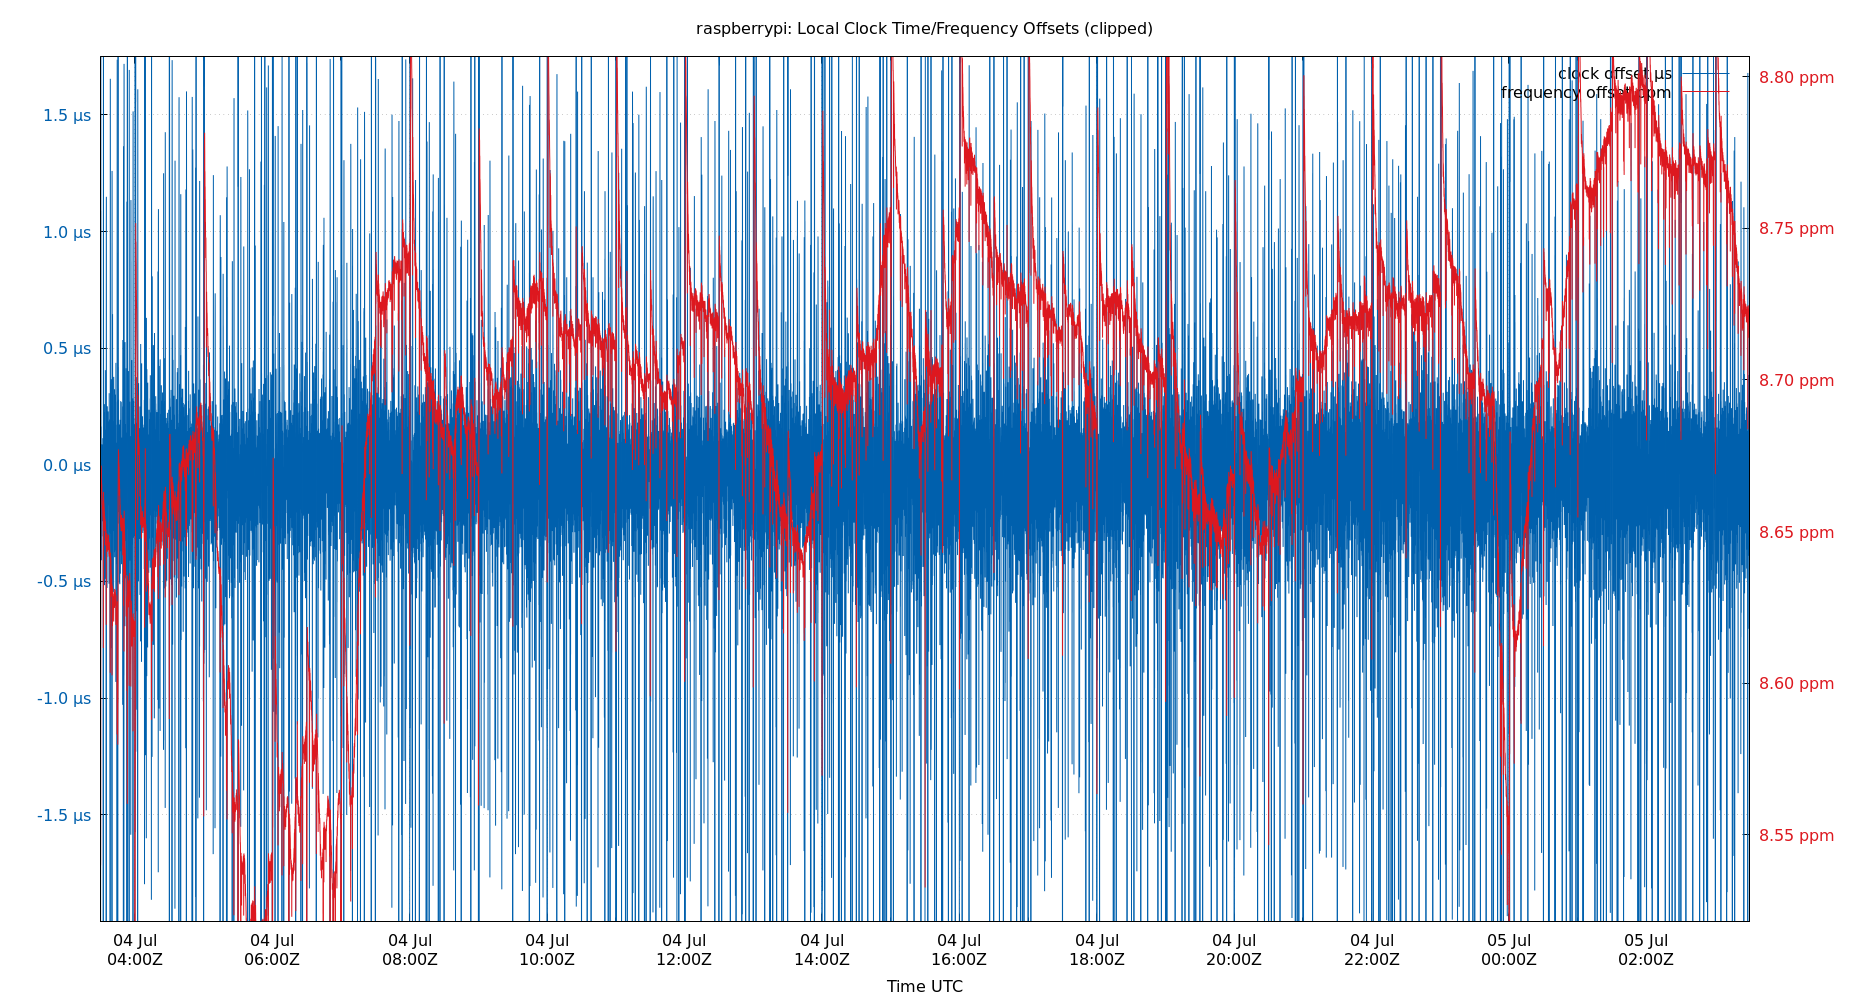 raspberrypi: Local Clock Time/Frequency Offsets (clipped)
clock offset µs
frequency offset ppm
1.5 µs
1.0 µs
0.5 µs
0.0 µs
-0.5 µs
-1.0 µs
-1.5 µs
8.80 ppm
8.75 ppm
8.70 ppm
8.65 ppm
8.60 ppm
8.55 ppm
04 Jul
04:00Z
04 Jul
06:00Z
04 Jul
08:00Z
04 Jul
10:00Z
04 Jul
12:00Z
04 Jul
14:00Z
04 Jul
16:00Z
04 Jul
18:00Z
04 Jul
20:00Z
04 Jul
22:00Z
05 Jul
00:00Z
05 Jul
02:00Z
Time UTC